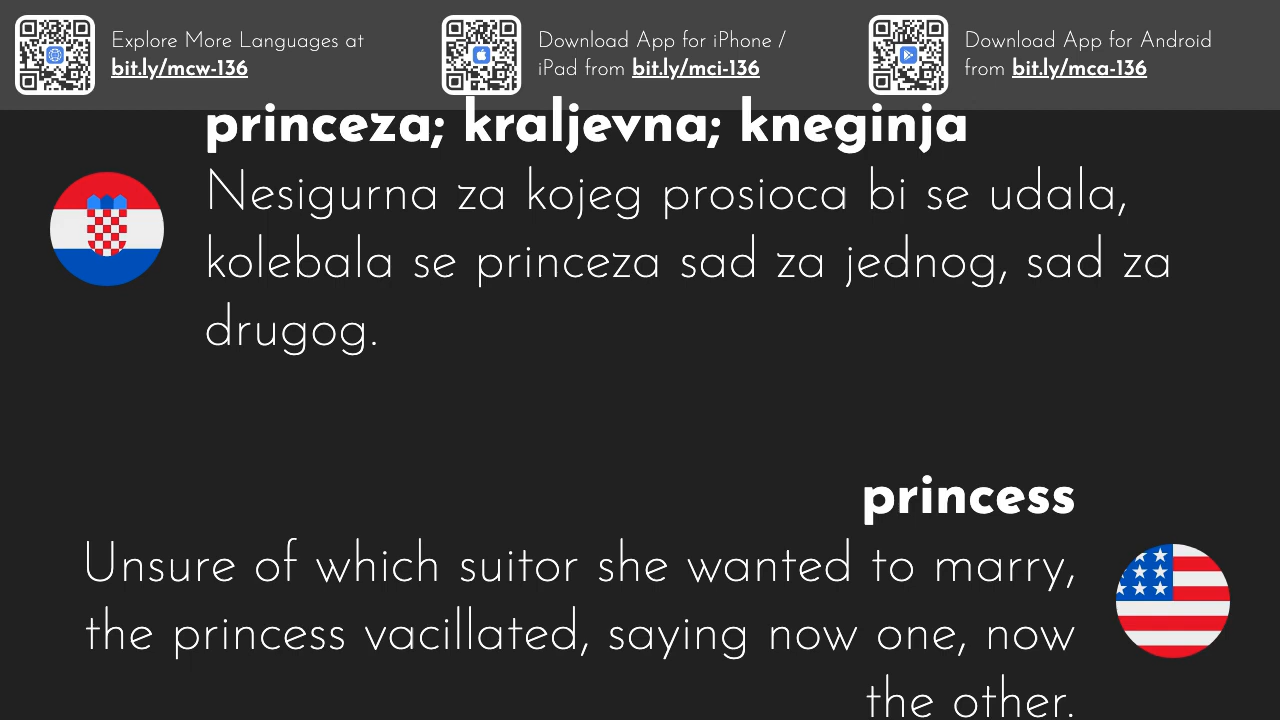 Explore More Languages at
bit.ly/mcw-136
Download App for iPhone /
iPad from bit.ly/mci-136
Download App for Android
from bit.ly/mca-136
princeza; kraljevna; kneginja
Nesigurna za kojeg prosioca bi se udala,
kolebala se princeza sad za jednog, sad za
drugog.
princess
Unsure of which suitor she wanted to marry,
the princess vacillated, saying now one, now
the other.